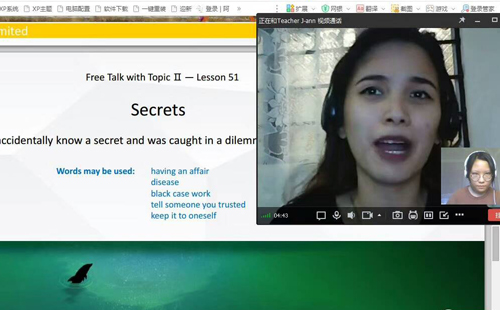 XP系统 XP主题 电脑配置 软件下载 一键重装 迅听 登录 | 阿 » 扩展 网银 翻译 截图 游戏 登录管家
mited
正在和Teacher J-ann 视频通话
Free Talk with Topic Ⅱ — Lesson 51
Secrets
accidentally know a secret and was caught in a dilemm
Words may be used: having an affair
disease
black case work
tell someone you trusted
keep it to oneself
04:43